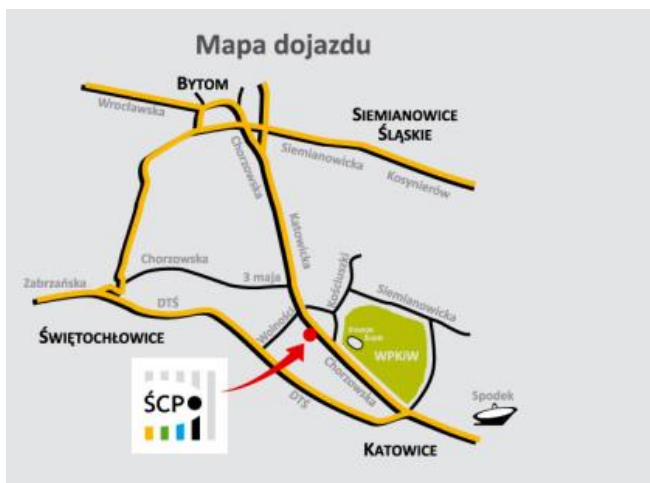 Mapa dojazdu
BYTOM
Wrocławska
SIEMIANOWICE
ŚLĄSKIE
Chorzowska
Siemianowicka
Kosynierów
Katowicka
Chorzowska
3 maja
Kościuszki
Zabrzańska
DTŚ
Siemianowicka
Wolności
ŚWIĘTOCHŁOWICE
WPKiW
Chorzowska
ŚCP
DTŚ
Spodek
KATOWICE